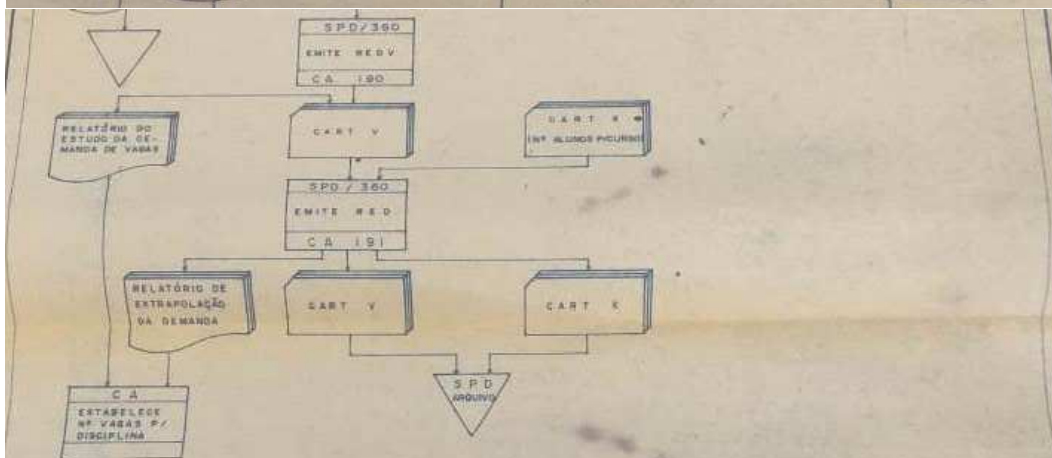 SPD/360
EMITE REDV
CA 190
RELATÓRIO DO
ESTUDO DA DE-
MANDA DE VAGAS
CART V
CART K
(Nº ALUNOS P/CURSO)
SPD / 360
EMITE RED
CA 191
RELATÓRIO DE
EXTRAPOLAÇÃO
DA DEMANDA
CART V
CART K
SPD
ARQUIVO
CA
ESTABELECE
Nº VAGAS P/
DISCIPLINA